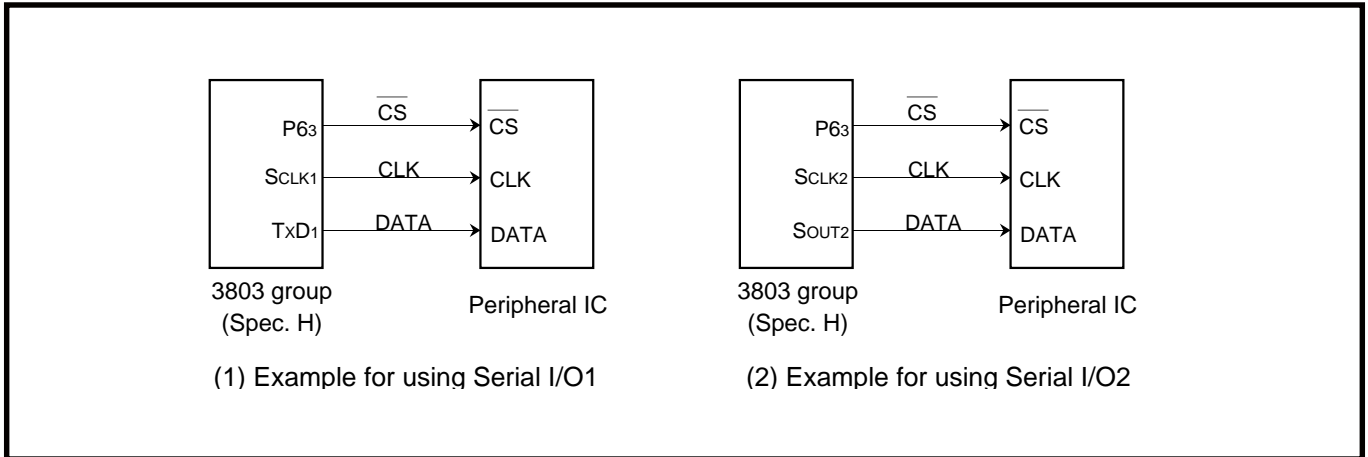 CS
P63
CS
SCLK1
CLK
CLK
TXD1
DATA
DATA
3803 group
(Spec. H)
Peripheral IC
(1) Example for using Serial I/O1
CS
P63
CS
SCLK2
CLK
CLK
SOUT2
DATA
DATA
3803 group
(Spec. H)
Peripheral IC
(2) Example for using Serial I/O2